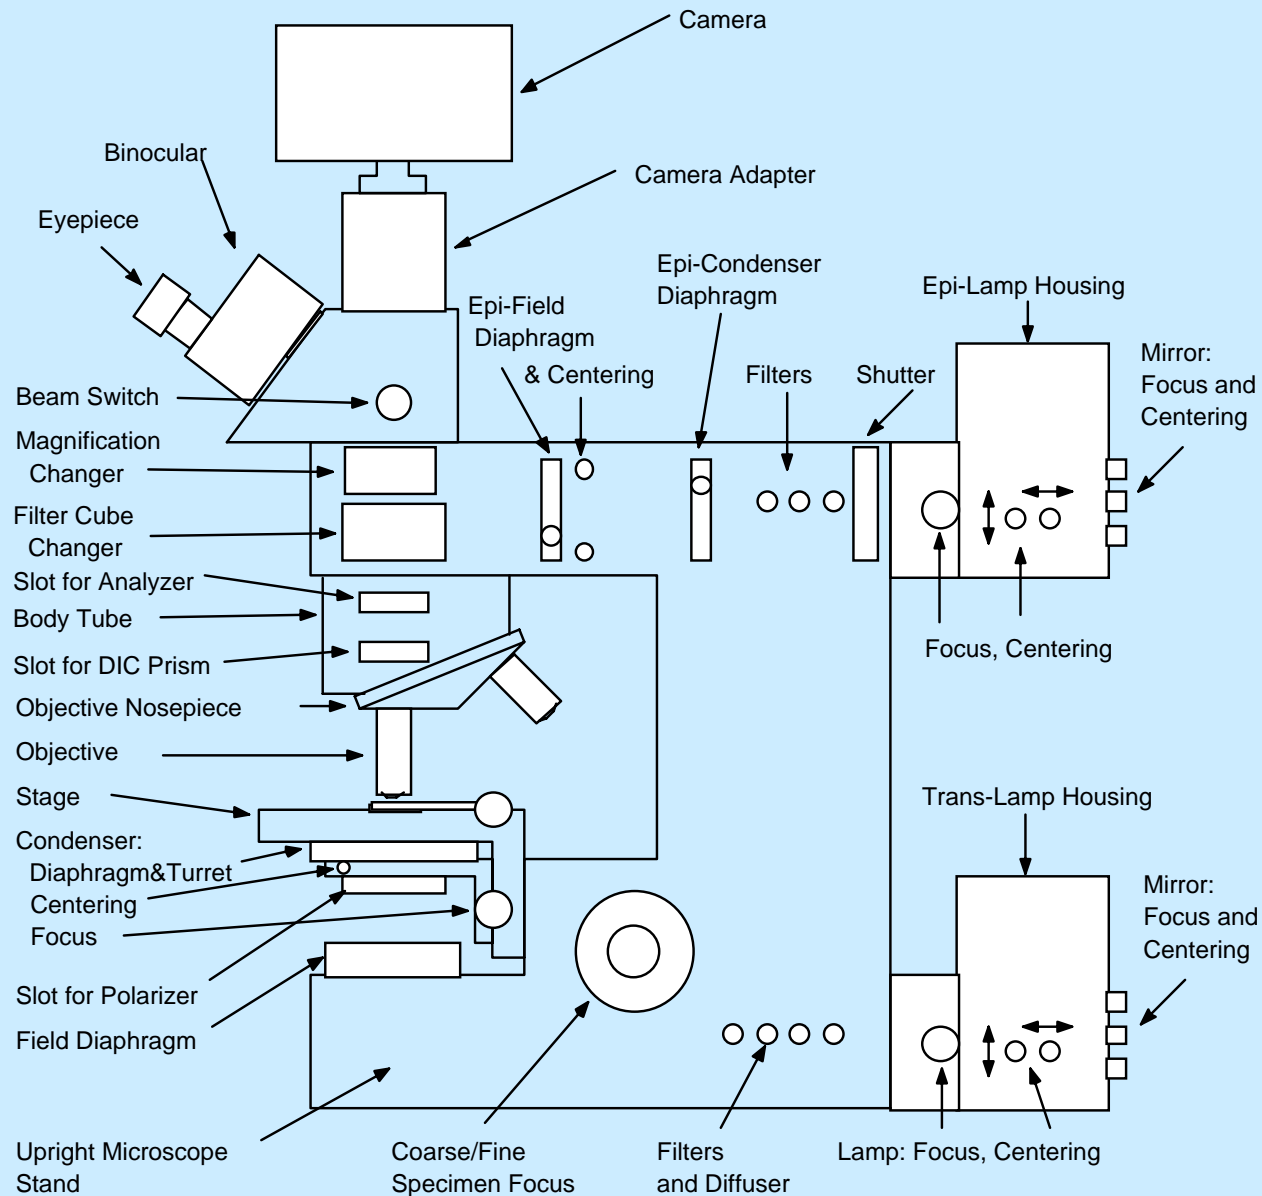 Camera
Binocular
Camera Adapter
Eyepiece
Epi-Condenser
Diaphragm
Epi-Lamp Housing
Epi-Field
Diaphragm
& Centering
Filters
Shutter
Mirror:
Focus and
Centering
Beam Switch
Magnification
Changer
Filter Cube
Changer
Slot for Analyzer
Body Tube
Slot for DIC Prism
Focus, Centering
Objective Nosepiece
Objective
Stage
Trans-Lamp Housing
Condenser:
Diaphragm&Turret
Centering
Focus
Mirror:
Focus and
Centering
Slot for Polarizer
Field Diaphragm
Upright Microscope
Stand
Coarse/Fine
Specimen Focus
Filters
and Diffuser
Lamp: Focus, Centering